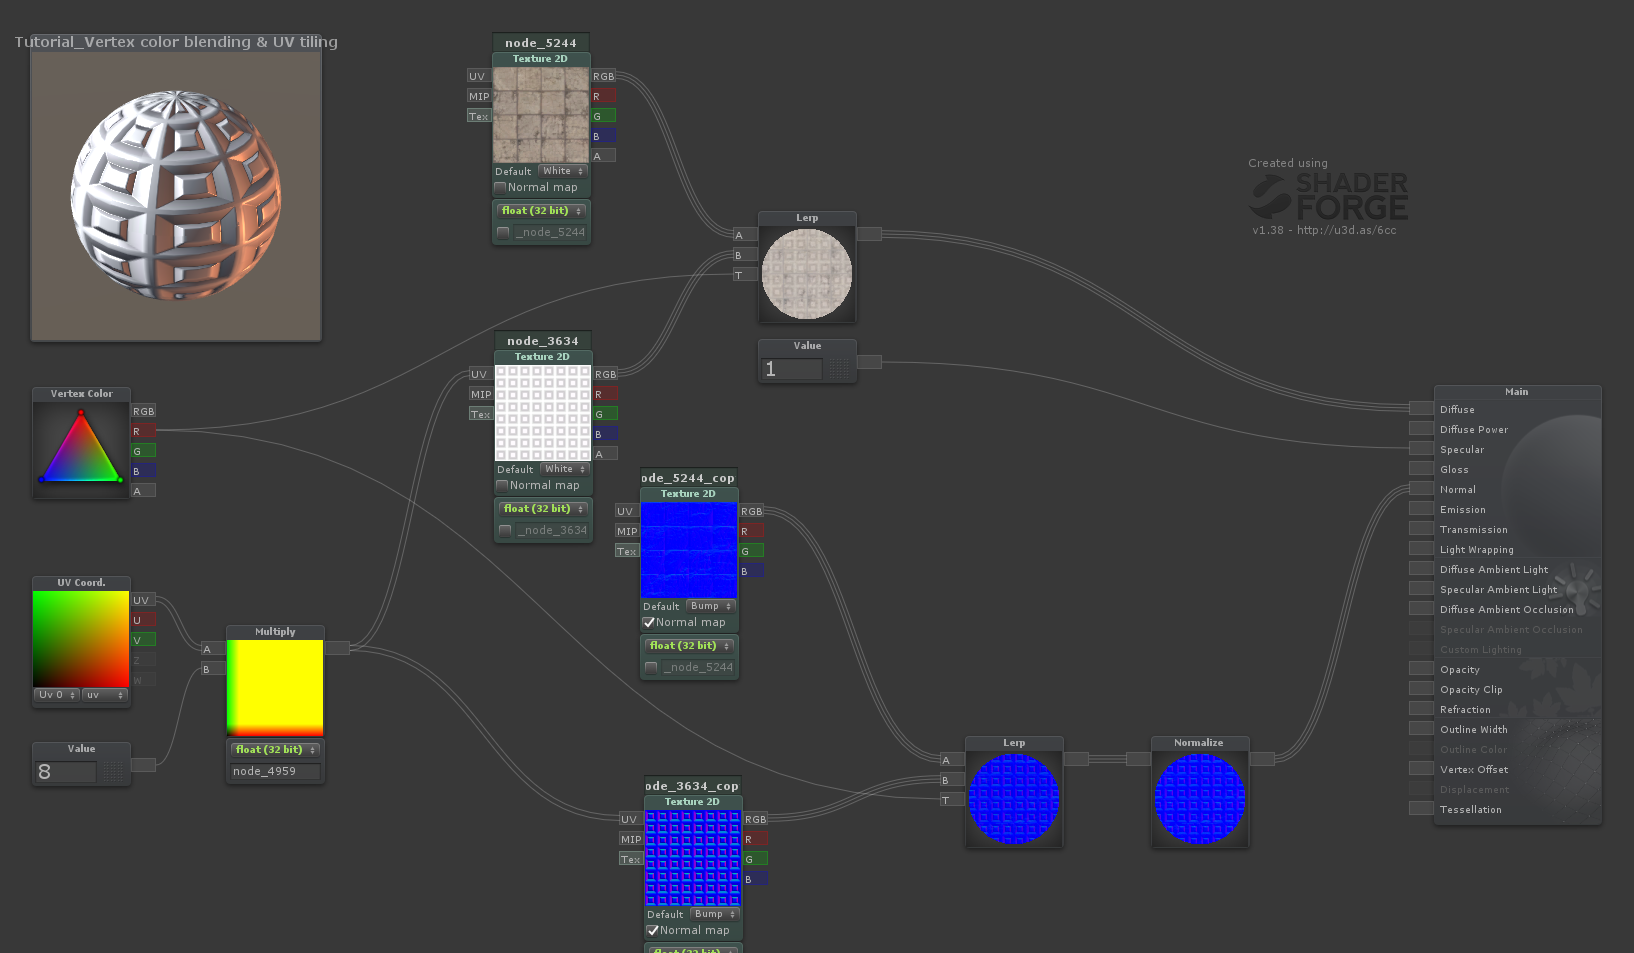 Tutorial_Vertex color blending & UV tiling
node_5244
Texture 2D
UV
MIP
Tex
RGB
R
G
B
A
Default White
Normal map
float (32 bit)
_node_5244
Created using
SHADER
FORGE
v1.38 - http://u3d.as/6cc
Lerp
A
B
T
Value
1
node_3634
Texture 2D
UV
MIP
Tex
RGB
R
G
B
A
Default White
Normal map
float (32 bit)
_node_3634
Vertex Color
RGB
R
G
B
A
ode_5244_cop
Texture 2D
UV
MIP
Tex
RGB
R
G
B
Default Bump
Normal map
float (32 bit)
_node_5244
UV Coord.
UV
U
V
Z
W
Uv 0 uv
Value
8
Multiply
A
B
float (32 bit)
node_4959
ode_3634_cop
Texture 2D
UV
MIP
Tex
RGB
R
G
B
Default Bump
Normal map
float (32 bit)
Lerp
A
B
T
Normalize
Main
Diffuse
Diffuse Power
Specular
Gloss
Normal
Emission
Transmission
Light Wrapping
Diffuse Ambient Light
Specular Ambient Light
Diffuse Ambient Occlusion
Specular Ambient Occlusion
Custom Lighting
Opacity
Opacity Clip
Refraction
Outline Width
Outline Color
Vertex Offset
Displacement
Tessellation